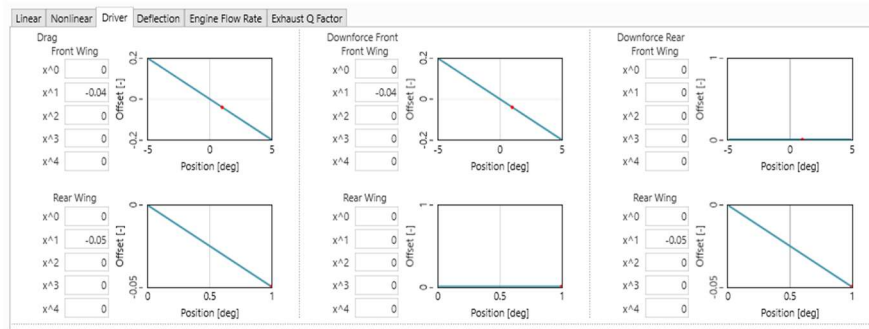 Linear Nonlinear Driver Deflection Engine Flow Rate Exhaust Q Factor
Drag
Front Wing
x^0 0
x^1 -0.04
x^2 0
x^3 0
x^4 0
Offset [-]
0.2
0
-0.2
-5 0 5
Position [deg]
Rear Wing
x^0 0
x^1 -0.05
x^2 0
x^3 0
x^4 0
Offset [-]
0
-0.05
0 0.5 1
Position [deg]
Downforce Front
Front Wing
x^0 0
x^1 -0.04
x^2 0
x^3 0
x^4 0
Offset [-]
0.2
0
-0.2
-5 0 5
Position [deg]
Rear Wing
x^0 0
x^1 0
x^2 0
x^3 0
x^4 0
Offset [-]
1
0
0 0.5 1
Position [deg]
Downforce Rear
Front Wing
x^0 0
x^1 0
x^2 0
x^3 0
x^4 0
Offset [-]
1
0
-5 0 5
Position [deg]
Rear Wing
x^0 0
x^1 -0.05
x^2 0
x^3 0
x^4 0
Offset [-]
0
-0.05
0 0.5 1
Position [deg]